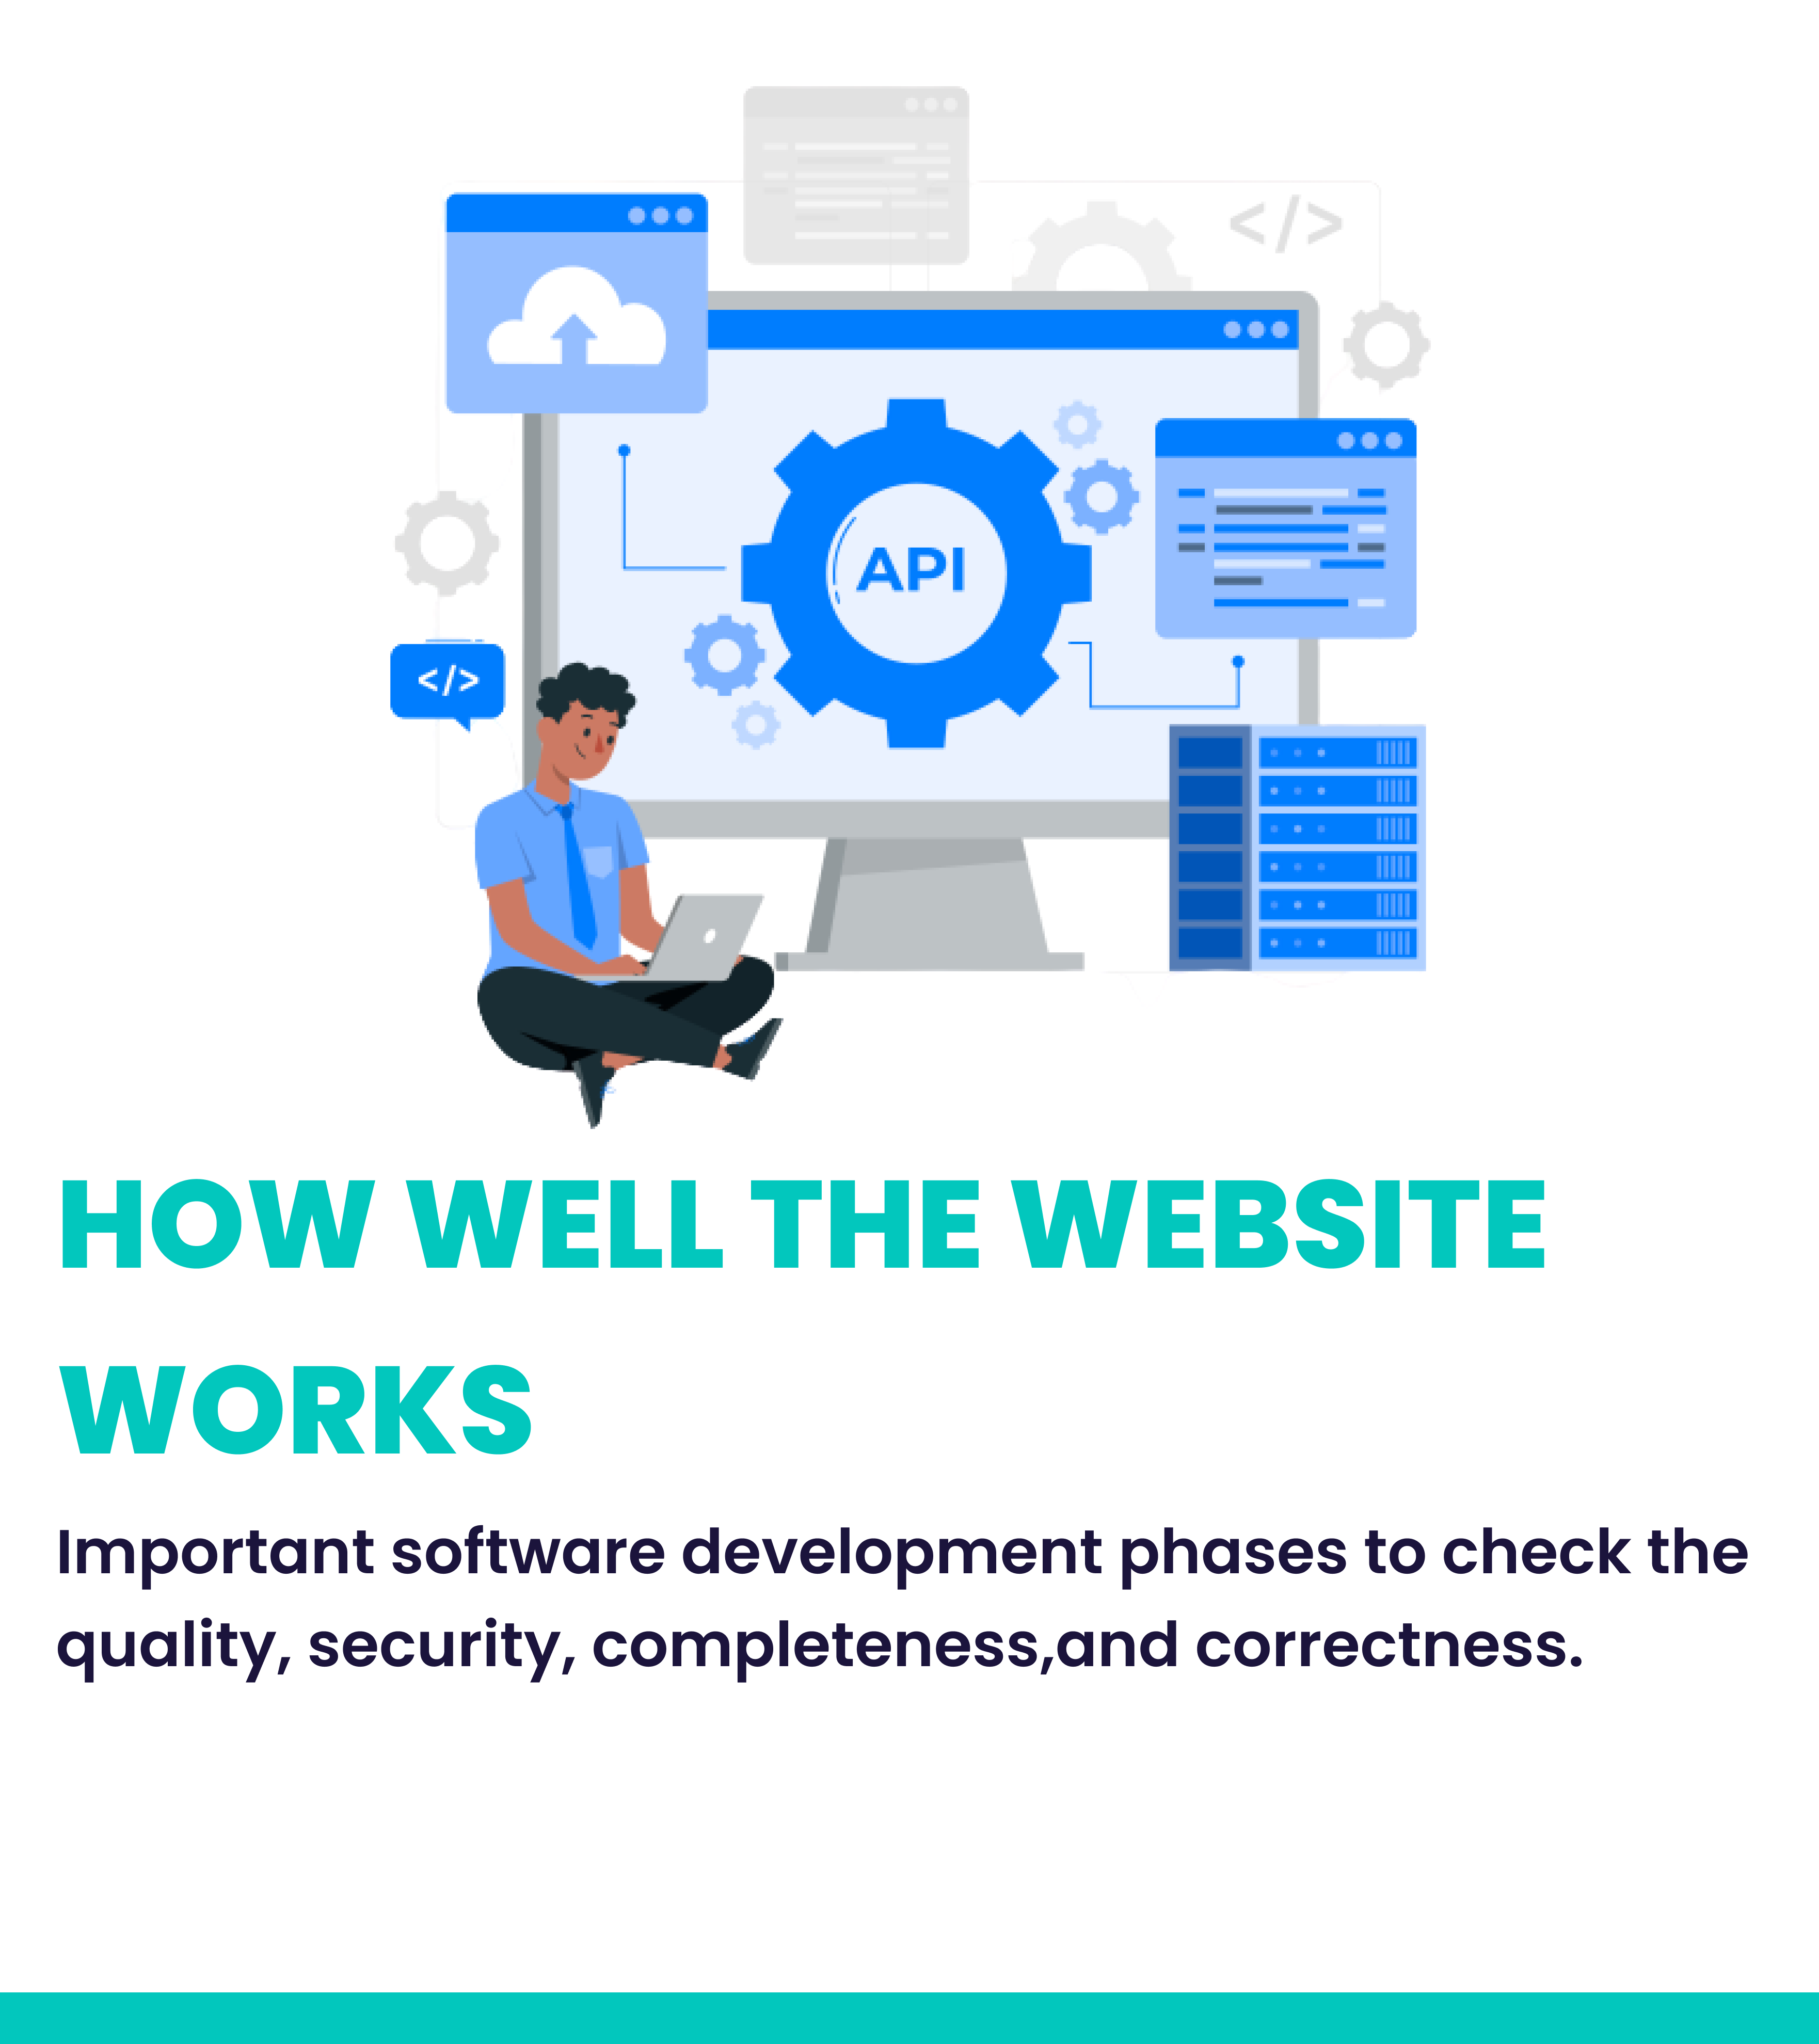 </>
API
</>
HOW WELL THE WEBSITE
WORKS
Important software development phases to check the
quality, security, completeness,and correctness.